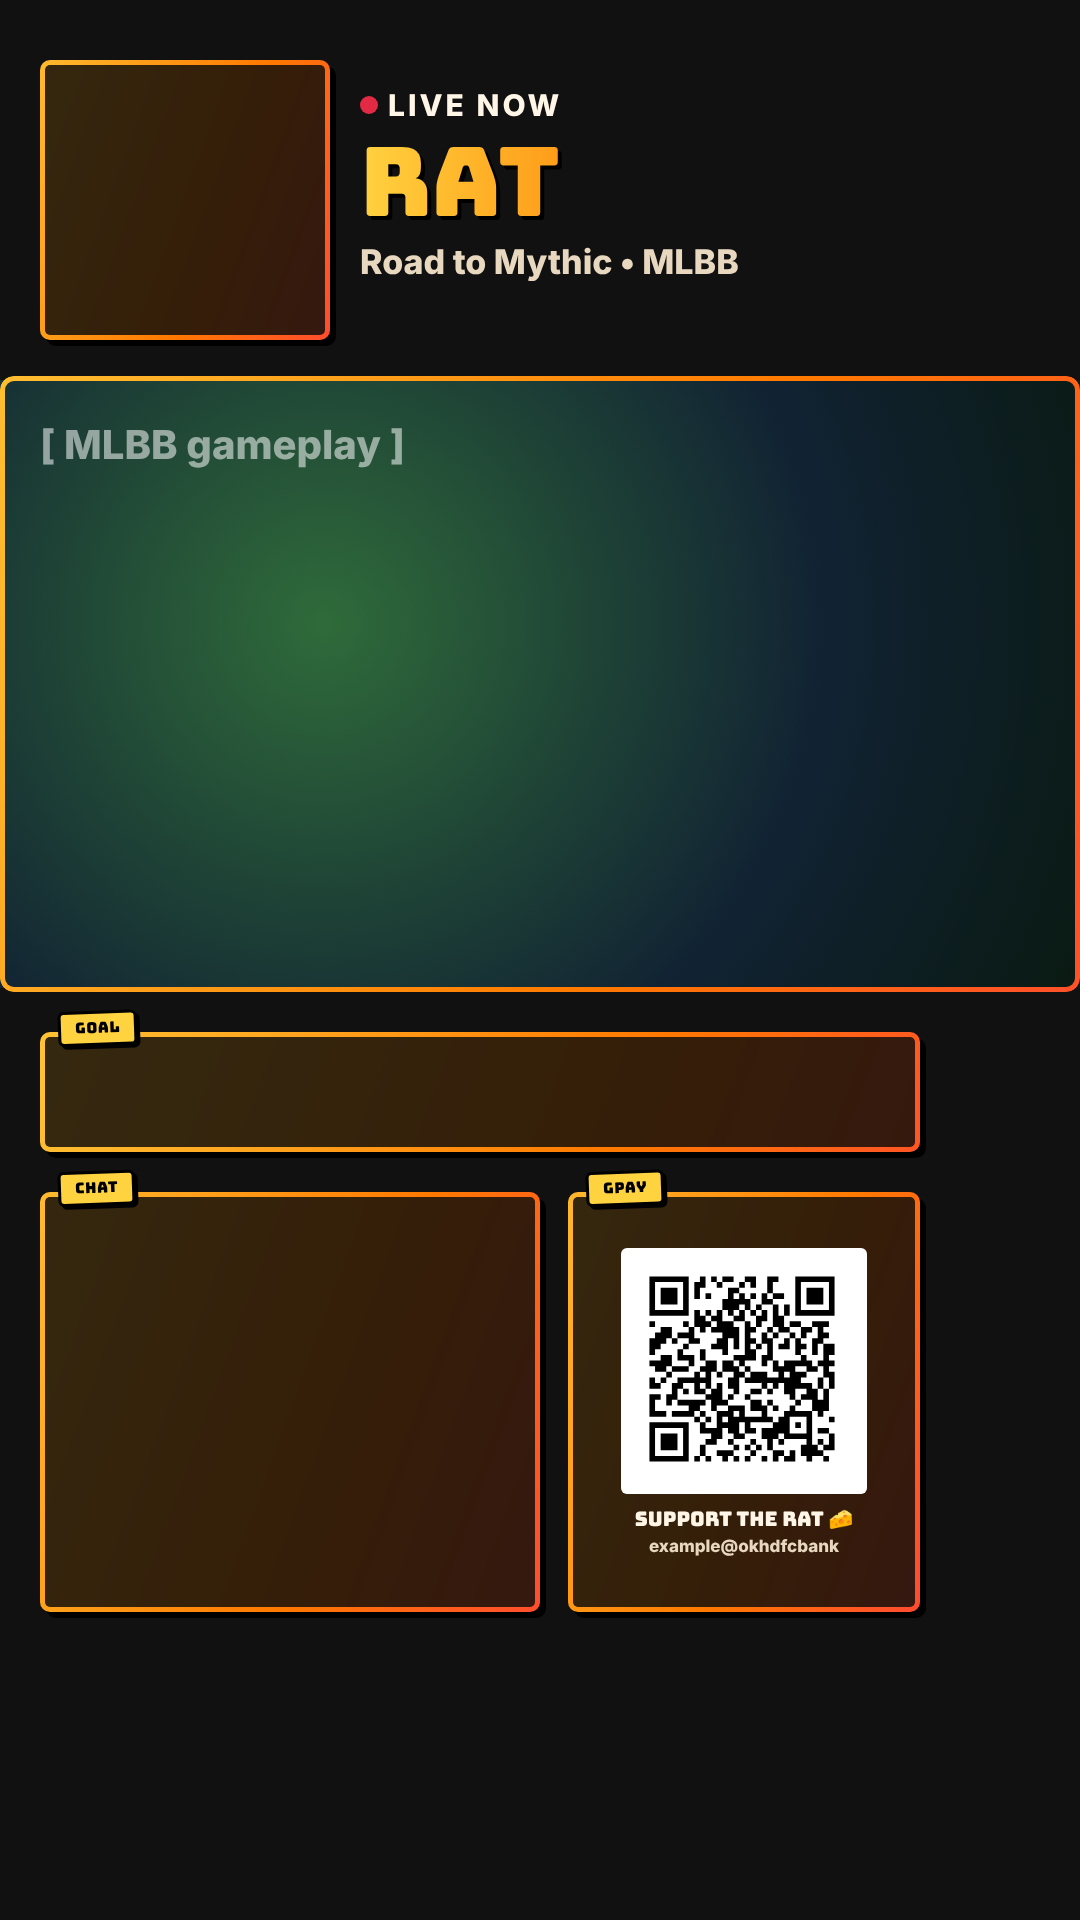 LIVE NOW
RAT
Road to Mythic • MLBB
[ MLBB gameplay ]
GOAL
CHAT
GPAY
SUPPORT THE RAT 🧀
example@okhdfcbank